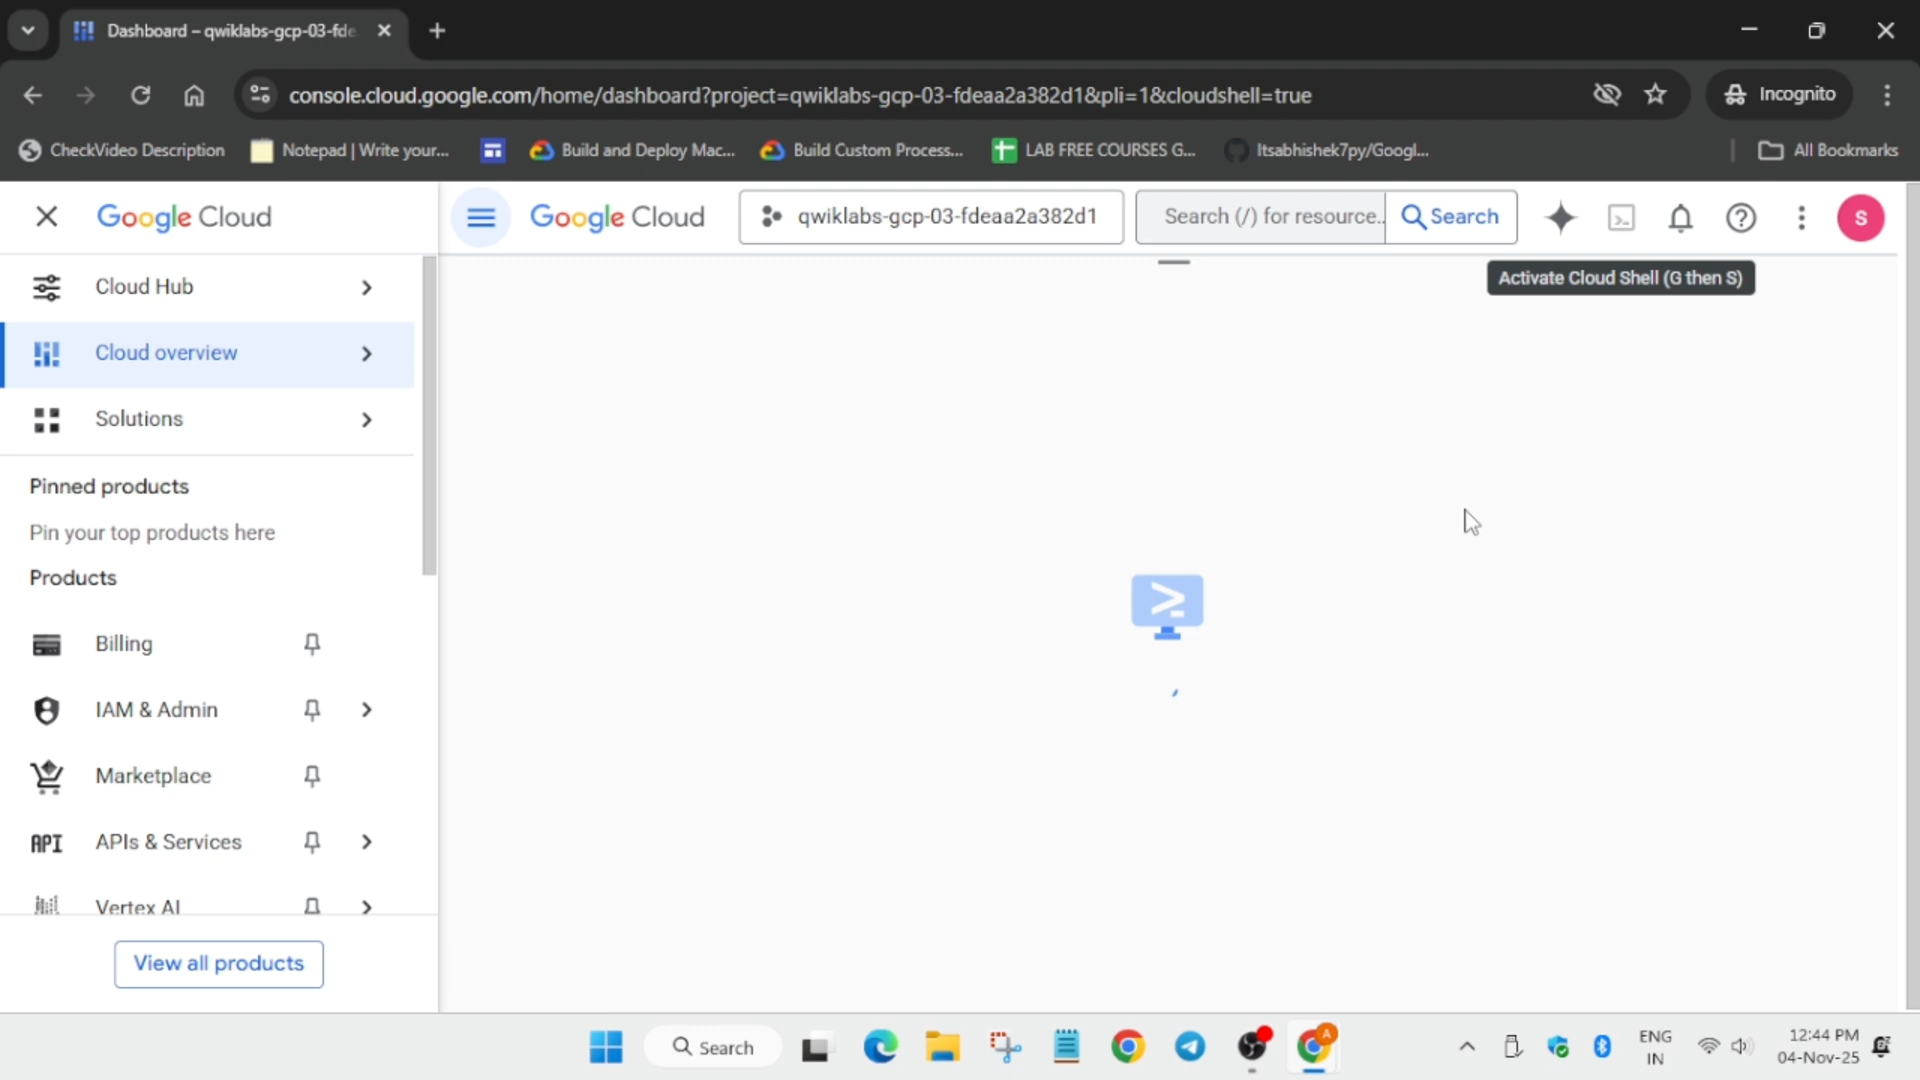 Dashboard – qwiklabs-gcp-03-fde
console.cloud.google.com/home/dashboard?project=qwiklabs-gcp-03-fdeaa2a382d1&pli=1&cloudshell=true
Incognito
CheckVideo Description
Notepad | Write your...
Build and Deploy Mac...
Build Custom Process...
LAB FREE COURSES G...
Itsabhishek7py/Googl...
All Bookmarks
Google Cloud
Google Cloud
qwiklabs-gcp-03-fdeaa2a382d1
Search (/) for resource..
Search
S
Activate Cloud Shell (G then S)
Cloud Hub
Cloud overview
Solutions
Pinned products
Pin your top products here
Products
Billing
IAM & Admin
Marketplace
API
APIs & Services
Vertex AI
View all products
Search
A
ENG
IN
12:44 PM
04-Nov-25